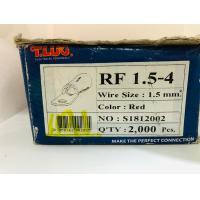 T.LUG
RF 1.5-4
Wire Size : 1.5 mm.
Color : Red
NO : S1812002
Q'TY : 2,000 Pcs.
MAKE THE PERFECT CONNECTION